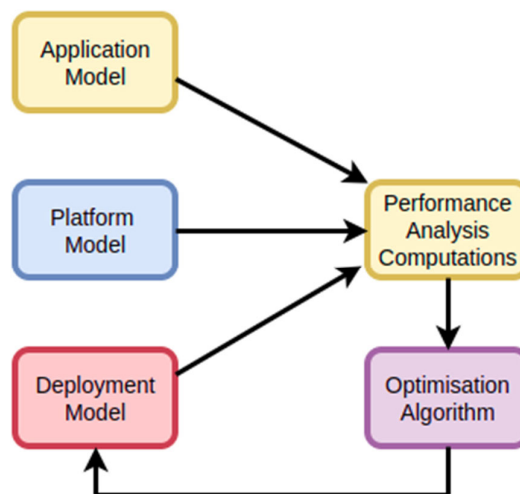 Application
Model
Platform
Model
Performance
Analysis
Computations
Deployment
Model
Optimisation
Algorithm